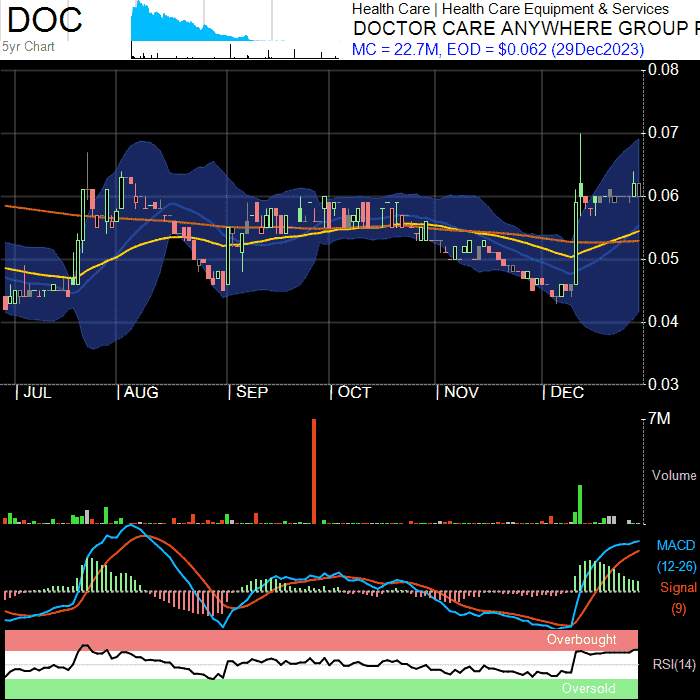 DOC
5yr Chart
Health Care | Health Care Equipment & Services
DOCTOR CARE ANYWHERE GROUP P
MC = 22.7M, EOD = $0.062 (29Dec2023)
0.08
0.07
0.06
0.05
0.04
0.03
| JUL | AUG | SEP | OCT | NOV | DEC
7M
Volume
MACD
(12-26)
Signal
(9)
Overbought
RSI(14)
Oversold